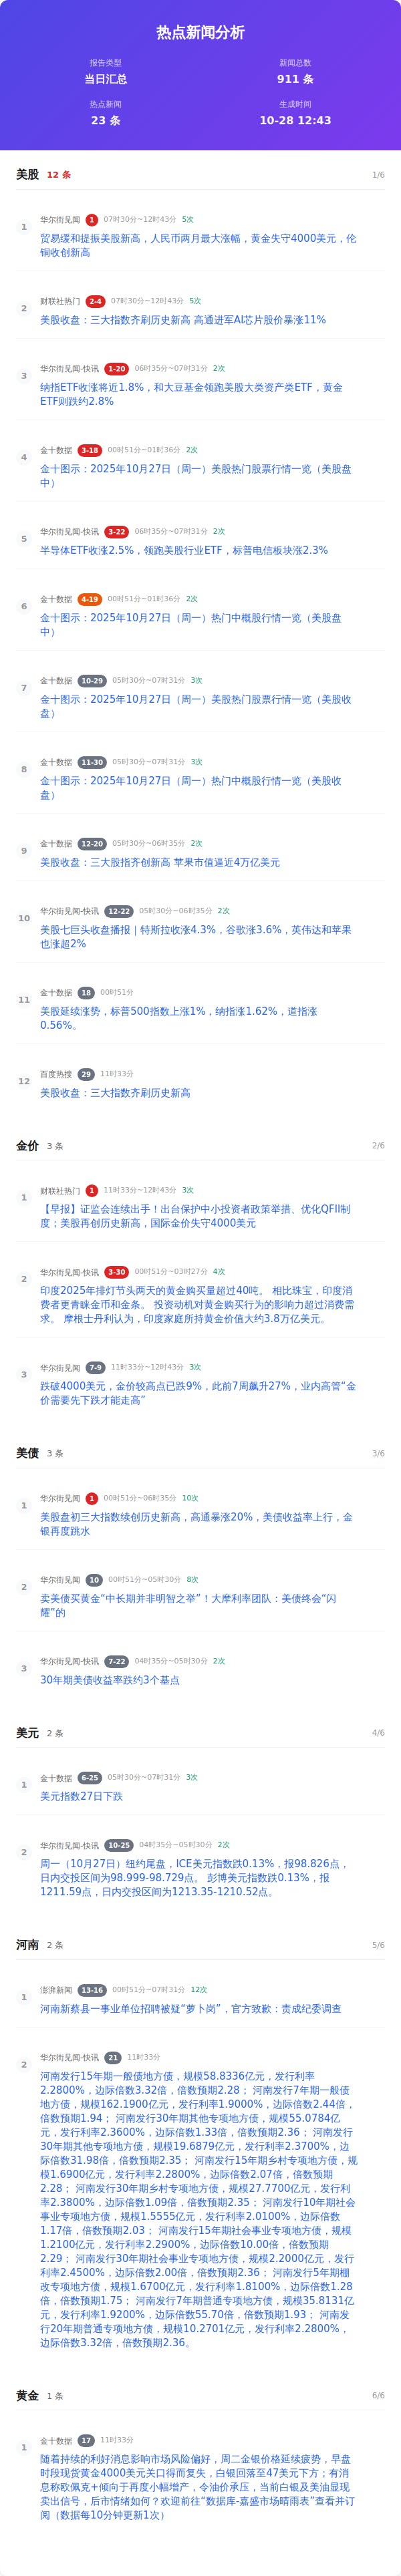 热点新闻分析
报告类型
新闻总数
当日汇总
911 条
热点新闻
生成时间
23 条
10-28 12:43
美股 12 条 1/6
1
华尔街见闻 1 07时30分~12时43分 5次
贸易缓和提振美股新高，人民币两月最大涨幅，黄金失守4000美元，伦
铜收创新高
2
财联社热门 2-4 07时30分~12时43分 5次
美股收盘：三大指数齐刷历史新高 高通进军AI芯片股价暴涨11%
3
华尔街见闻-快讯 1-20 06时35分~07时31分 2次
纳指ETF收涨将近1.8%，和大豆基金领跑美股大类资产类ETF，黄金
ETF则跌约2.8%
4
金十数据 3-18 00时51分~01时36分 2次
金十图示：2025年10月27日（周一）美股热门股票行情一览（美股盘
中）
5
华尔街见闻-快讯 3-22 06时35分~07时31分 2次
半导体ETF收涨2.5%，领跑美股行业ETF，标普电信板块涨2.3%
6
金十数据 4-19 00时51分~01时36分 2次
金十图示：2025年10月27日（周一）热门中概股行情一览（美股盘
中）
7
金十数据 10-29 05时30分~07时31分 3次
金十图示：2025年10月27日（周一）美股热门股票行情一览（美股收
盘）
8
金十数据 11-30 05时30分~07时31分 3次
金十图示：2025年10月27日（周一）热门中概股行情一览（美股收
盘）
9
金十数据 12-20 05时30分~06时35分 2次
美股收盘：三大股指齐创新高 苹果市值逼近4万亿美元
10
华尔街见闻-快讯 12-22 05时30分~06时35分 2次
美股七巨头收盘播报｜特斯拉收涨4.3%，谷歌涨3.6%，英伟达和苹果
也涨超2%
11
金十数据 18 00时51分
美股延续涨势，标普500指数上涨1%，纳指涨1.62%，道指涨
0.56%。
12
百度热搜 29 11时33分
美股收盘：三大指数齐刷历史新高
金价 3 条 2/6
1
财联社热门 1 11时33分~12时43分 3次
【早报】证监会连续出手！出台保护中小投资者政策举措、优化QFII制
度；美股再创历史新高，国际金价失守4000美元
2
华尔街见闻-快讯 3-30 00时51分~03时27分 4次
印度2025年排灯节头两天的黄金购买量超过40吨。 相比珠宝，印度消
费者更青睐金币和金条。 投资动机对黄金购买行为的影响力超过消费需
求。 摩根士丹利认为，印度家庭所持黄金价值大约3.8万亿美元。
3
华尔街见闻 7-9 11时33分~12时43分 3次
跌破4000美元，金价较高点已跌9%，此前7周飙升27%，业内高管“金
价需要先下跌才能走高”
美债 3 条 3/6
1
华尔街见闻 1 00时51分~06时35分 10次
美股盘初三大指数续创历史新高，高通暴涨20%，美债收益率上行，金
银再度跳水
2
华尔街见闻 10 00时51分~05时30分 8次
卖美债买黄金“中长期并非明智之举”！大摩利率团队：美债终会“闪
耀”的
3
华尔街见闻-快讯 7-22 04时35分~05时30分 2次
30年期美债收益率跌约3个基点
美元 2 条 4/6
1
金十数据 6-25 05时30分~07时31分 3次
美元指数27日下跌
2
华尔街见闻-快讯 10-25 04时35分~05时30分 2次
周一（10月27日）纽约尾盘，ICE美元指数跌0.13%，报98.826点，
日内交投区间为98.999-98.729点。 彭博美元指数跌0.13%，报
1211.59点，日内交投区间为1213.35-1210.52点。
河南 2 条 5/6
1
澎湃新闻 13-16 00时51分~07时31分 12次
河南新蔡县一事业单位招聘被疑“萝卜岗”，官方致歉：责成纪委调查
2
华尔街见闻-快讯 21 11时33分
河南发行15年期一般债地方债，规模58.8336亿元，发行利率
2.2800%，边际倍数3.32倍，倍数预期2.28； 河南发行7年期一般债
地方债，规模162.1900亿元，发行利率1.9000%，边际倍数2.44倍，
倍数预期1.94； 河南发行30年期其他专项地方债，规模55.0784亿
元，发行利率2.3600%，边际倍数1.33倍，倍数预期2.36； 河南发行
30年期其他专项地方债，规模19.6879亿元，发行利率2.3700%，边
际倍数31.98倍，倍数预期2.35； 河南发行15年期乡村专项地方债，规
模1.6900亿元，发行利率2.2800%，边际倍数2.07倍，倍数预期
2.28； 河南发行30年期乡村专项地方债，规模27.7700亿元，发行利
率2.3800%，边际倍数1.09倍，倍数预期2.35； 河南发行10年期社会
事业专项地方债，规模1.5555亿元，发行利率2.0100%，边际倍数
1.17倍，倍数预期2.03； 河南发行15年期社会事业专项地方债，规模
1.2100亿元，发行利率2.2900%，边际倍数10.00倍，倍数预期
2.29； 河南发行30年期社会事业专项地方债，规模2.2000亿元，发行
利率2.4500%，边际倍数2.00倍，倍数预期2.36； 河南发行5年期棚
改专项地方债，规模1.6700亿元，发行利率1.8100%，边际倍数1.28
倍，倍数预期1.75； 河南发行7年期普通专项地方债，规模35.8131亿
元，发行利率1.9200%，边际倍数55.70倍，倍数预期1.93； 河南发
行20年期普通专项地方债，规模10.2701亿元，发行利率2.2800%，
边际倍数3.32倍，倍数预期2.36。
黄金 1 条 6/6
1
金十数据 17 11时33分
随着持续的利好消息影响市场风险偏好，周二金银价格延续疲势，早盘
时段现货黄金4000美元关口得而复失，白银回落至47美元下方；有消
息称欧佩克+倾向于再度小幅增产，令油价承压，当前白银及美油显现
卖出信号，后市情绪如何？欢迎前往“数据库-嘉盛市场晴雨表”查看并订
阅（数据每10分钟更新1次）